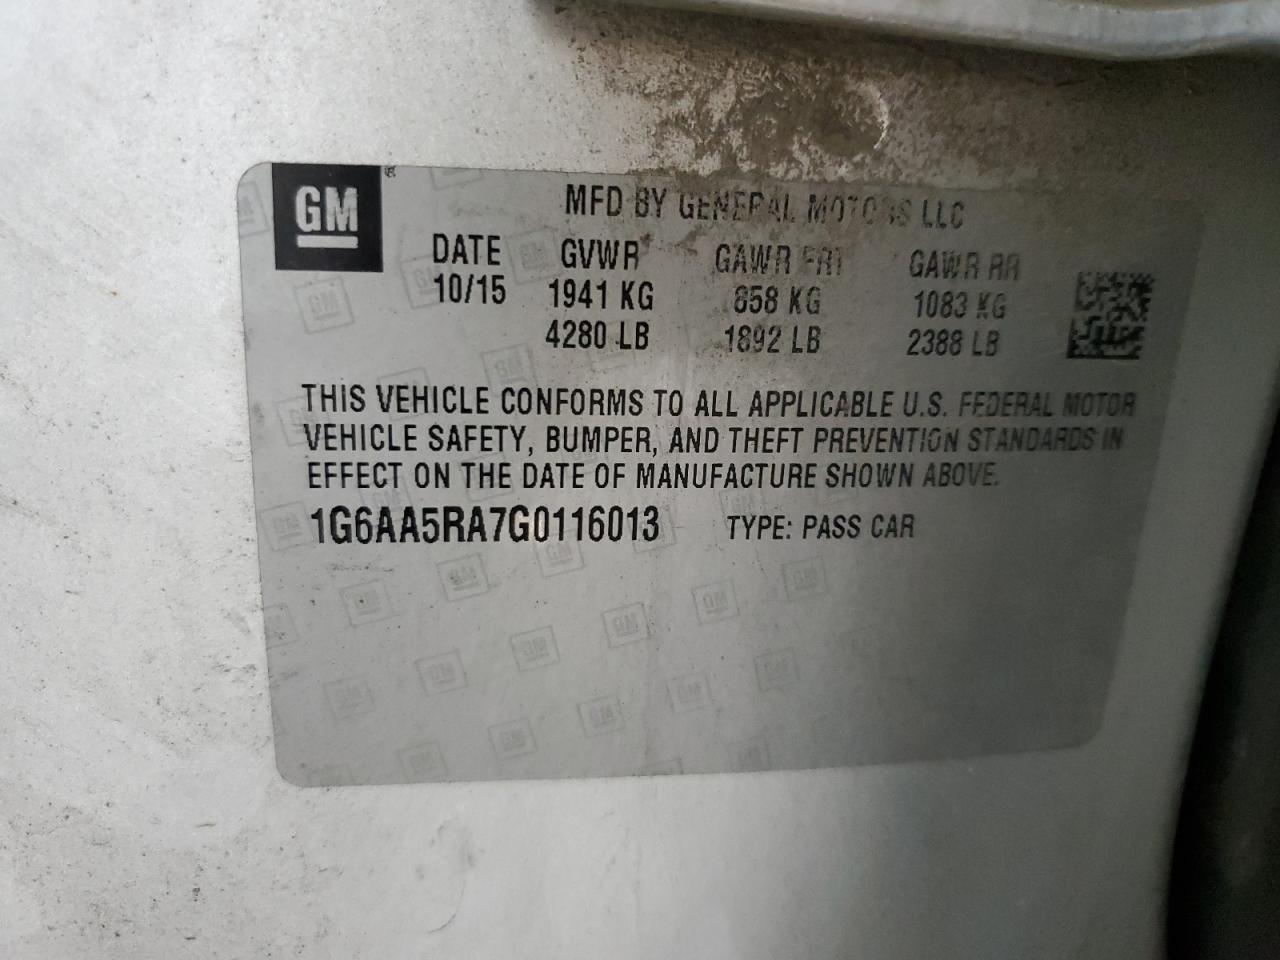 GM
MFD BY GENERAL MOTORS LLC
DATE GVWR GAWR FRT GAWR RR
10/15 1941 KG 858 KG 1083 KG
4280 LB 1892 LB 2388 LB
THIS VEHICLE CONFORMS TO ALL APPLICABLE U.S. FEDERAL MOTOR
VEHICLE SAFETY, BUMPER, AND THEFT PREVENTION STANDARDS IN
EFFECT ON THE DATE OF MANUFACTURE SHOWN ABOVE.
1G6AA5RA7G0116013 TYPE: PASS CAR